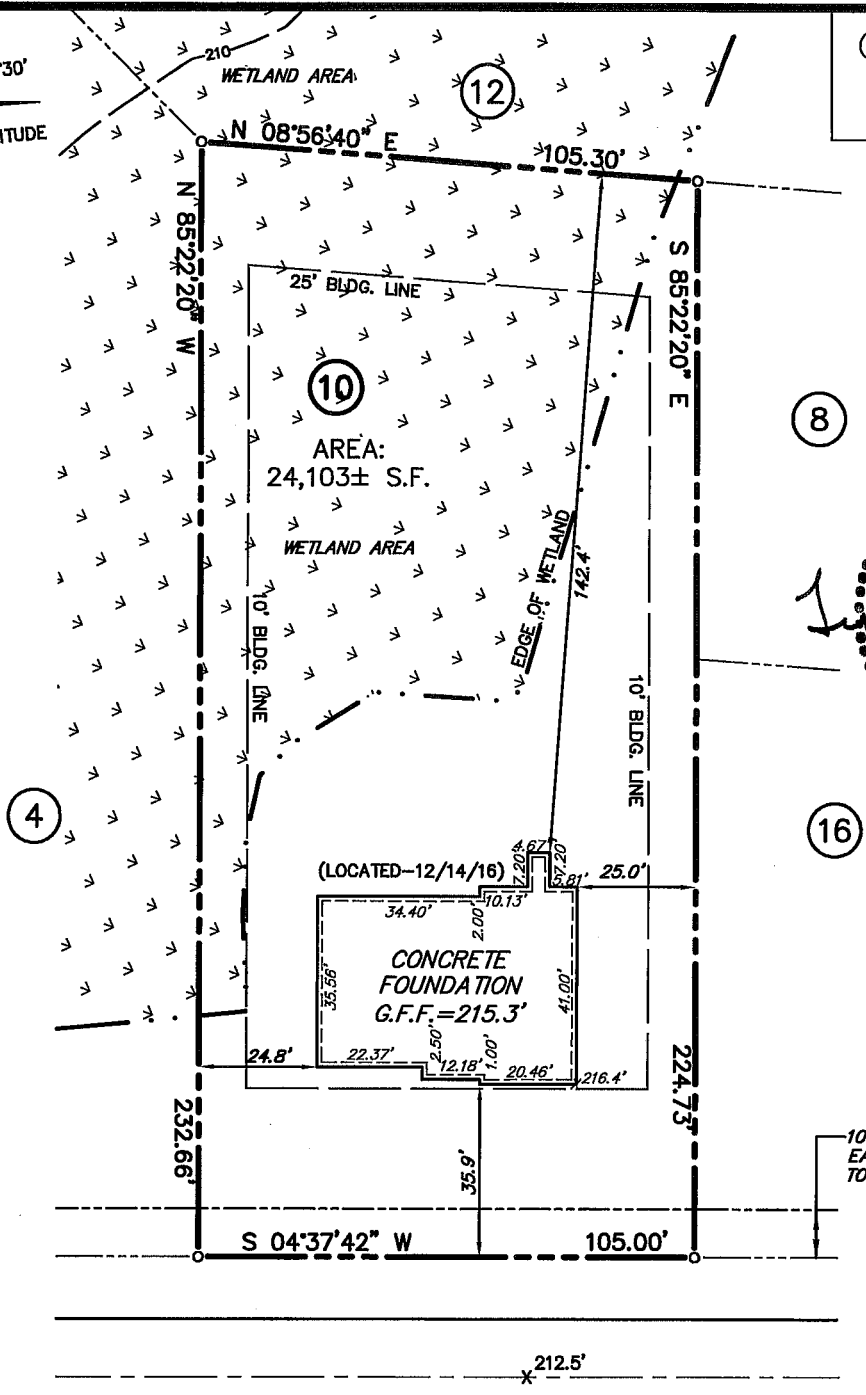 °30'
ITUDE
210
WETLAND AREA
12
N 08°56'40" E
105.30'
N 85°22'20" W
S 85°22'20" E
25' BLDG. LINE
10
AREA:
24,103± S.F.
WETLAND AREA
8
EDGE OF WETLAND
142.4'
10' BLDG. LINE
10' BLDG. LINE
4
16
(LOCATED-12/14/16)
4.67'
7.20'
7.20'
5.81'
25.0'
34.40'
2.00'
10.13'
CONCRETE
FOUNDATION
G.F.F.=215.3'
35.56'
41.00'
24.8'
22.37'
2.50'
12.18'
1.00'
20.46'
216.4'
232.66'
224.73'
35.9'
10
EA
TO
S 04°37'42" W
105.00'
x 212.5'